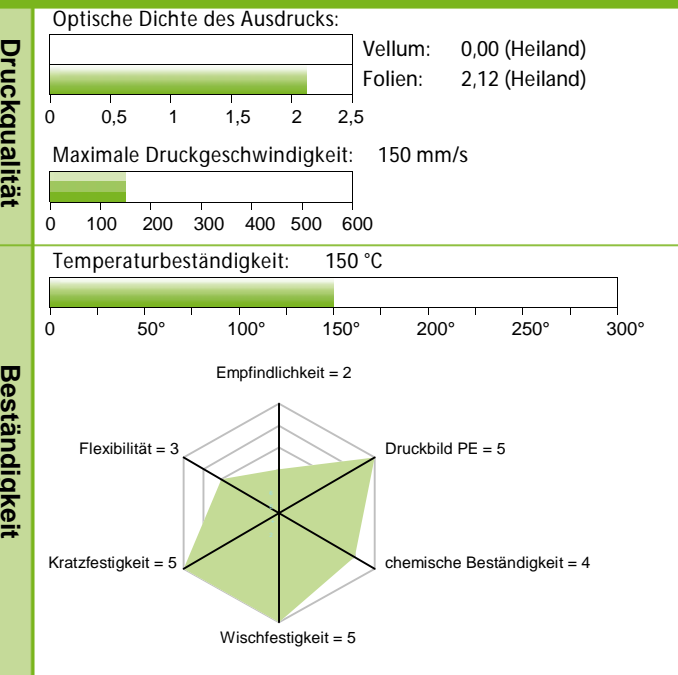 Druckqualität
Optische Dichte des Ausdrucks:
Vellum: 0,00 (Heiland)
Folien: 2,12 (Heiland)
0 0,5 1 1,5 2 2,5
Maximale Druckgeschwindigkeit: 150 mm/s
0 100 200 300 400 500 600
Beständigkeit
Temperaturbeständigkeit: 150 °C
0 50° 100° 150° 200° 250° 300°
Empfindlichkeit = 2
Flexibilität = 3
Druckbild PE = 5
Kratzfestigkeit = 5
chemische Beständigkeit = 4
Wischfestigkeit = 5